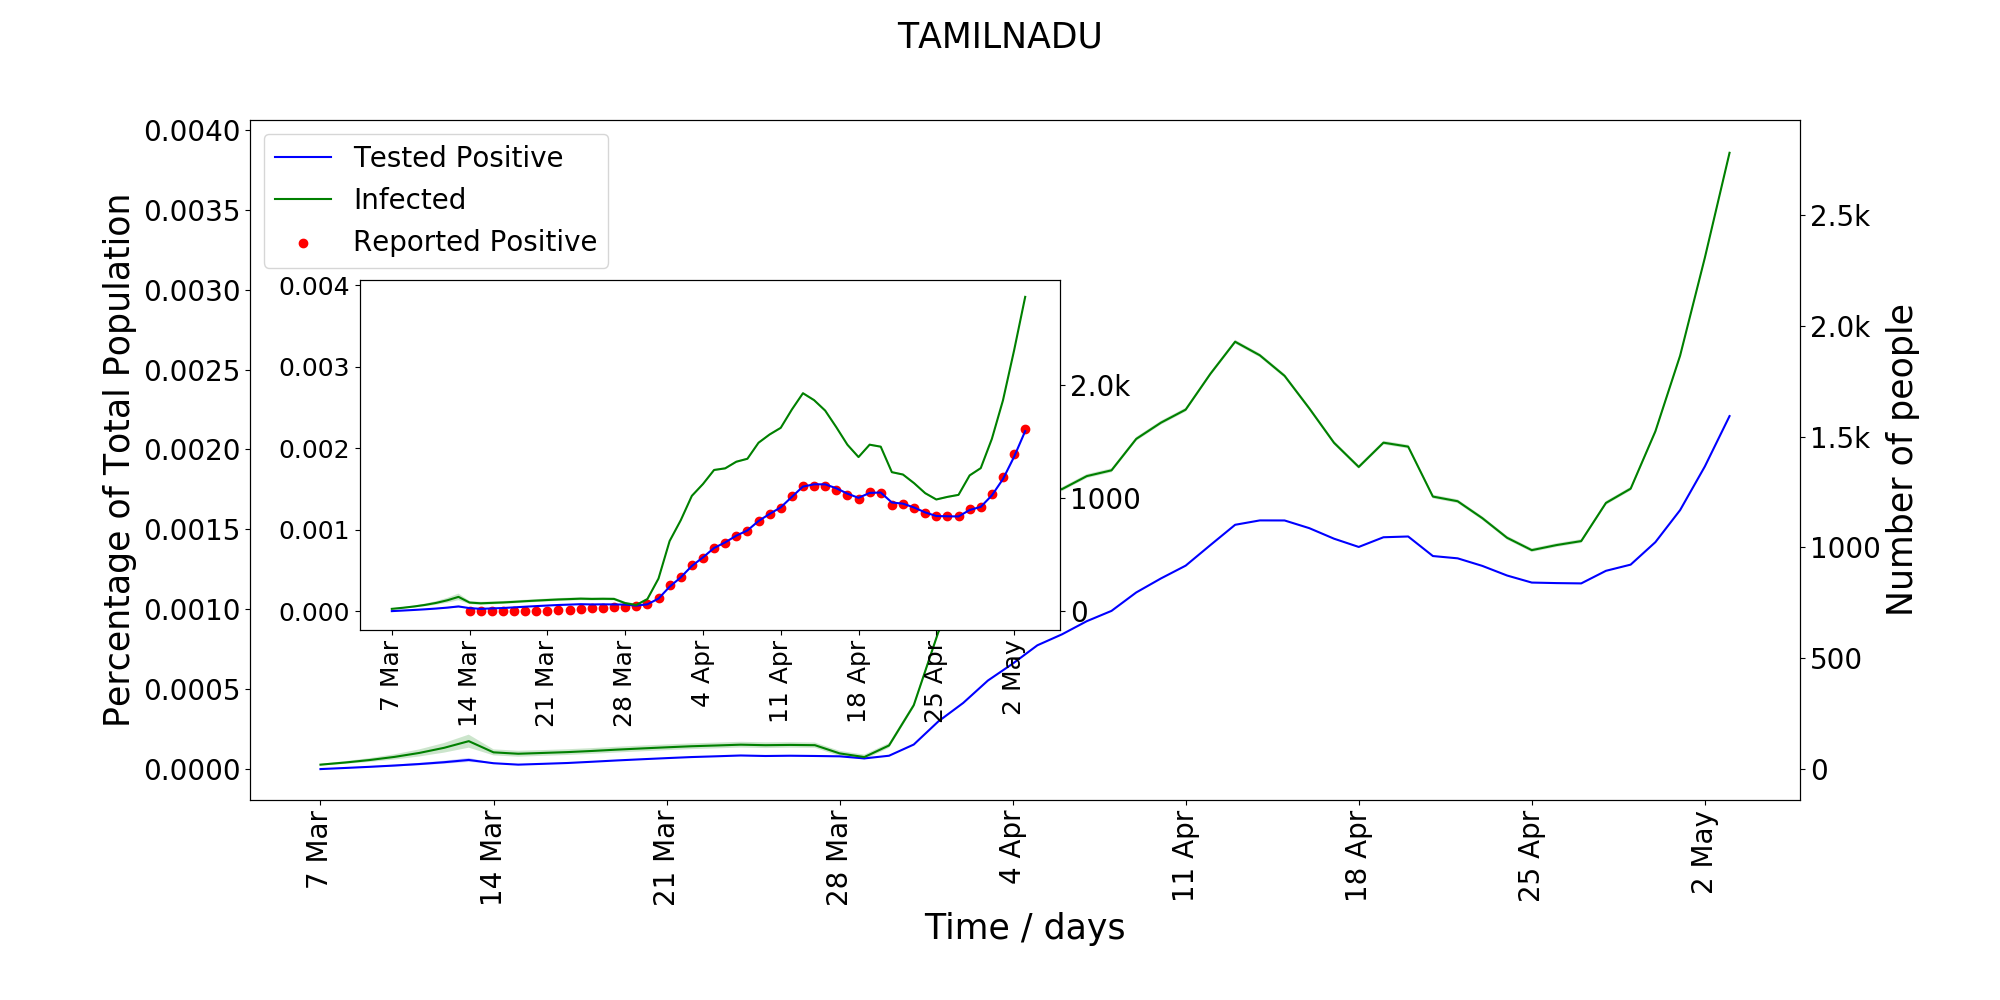 TAMILNADU
Tested Positive
Infected
Reported Positive
Percentage of Total Population
0.0040
0.0035
0.0030
0.0025
0.0020
0.0015
0.0010
0.0005
0.0000
0.004
0.003
0.002
0.001
0.000
2.0k
1000
0
7 Mar
14 Mar
21 Mar
28 Mar
4 Apr
11 Apr
18 Apr
25 Apr
2 May
2.5k
2.0k
1.5k
1000
500
0
Number of people
7 Mar
14 Mar
21 Mar
28 Mar
4 Apr
11 Apr
18 Apr
25 Apr
2 May
Time / days